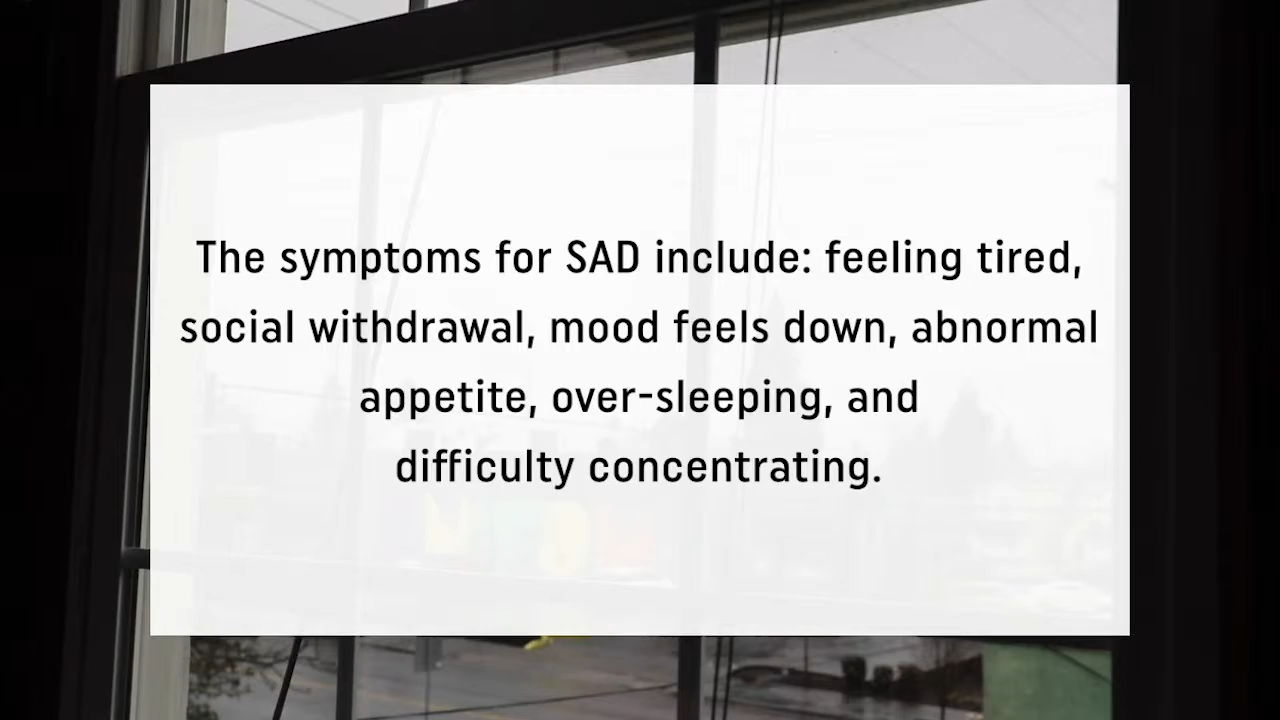 The symptoms for SAD include: feeling tired,
social withdrawal, mood feels down, abnormal
appetite, over-sleeping, and
difficulty concentrating.